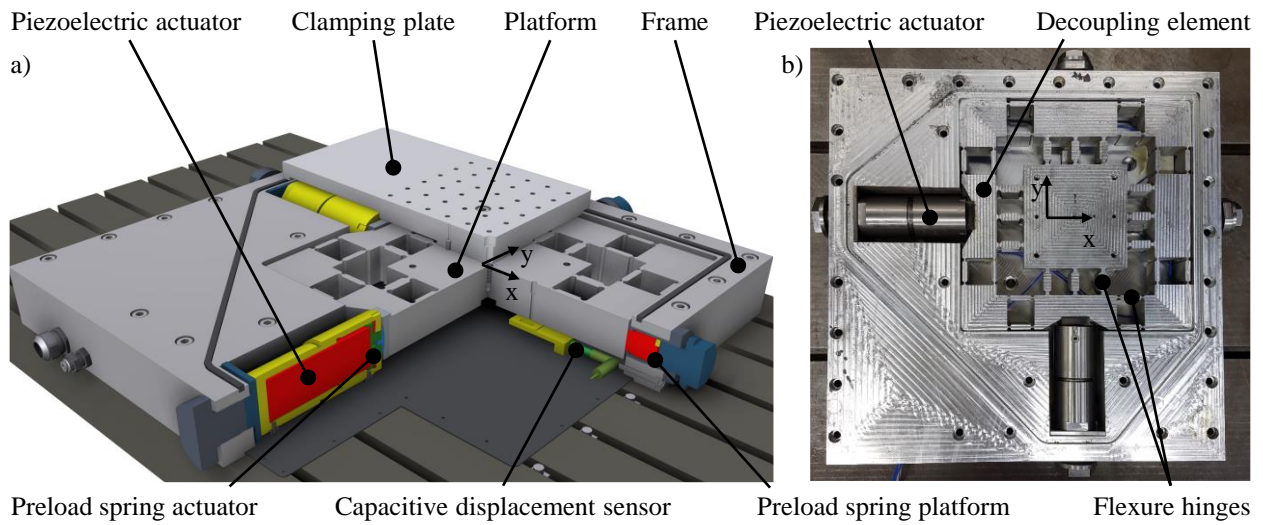 Piezoelectric actuator Clamping plate Platform Frame Piezoelectric actuator Decoupling element
a) b)
y
x
y
x
Preload spring actuator Capacitive displacement sensor Preload spring platform Flexure hinges